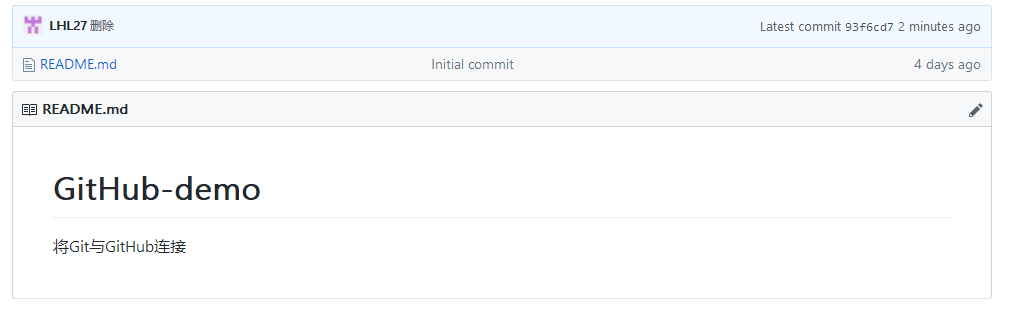 LHL27 删除 Latest commit 93f6cd7 2 minutes ago
README.md Initial commit 4 days ago
README.md
GitHub-demo
将Git与GitHub连接